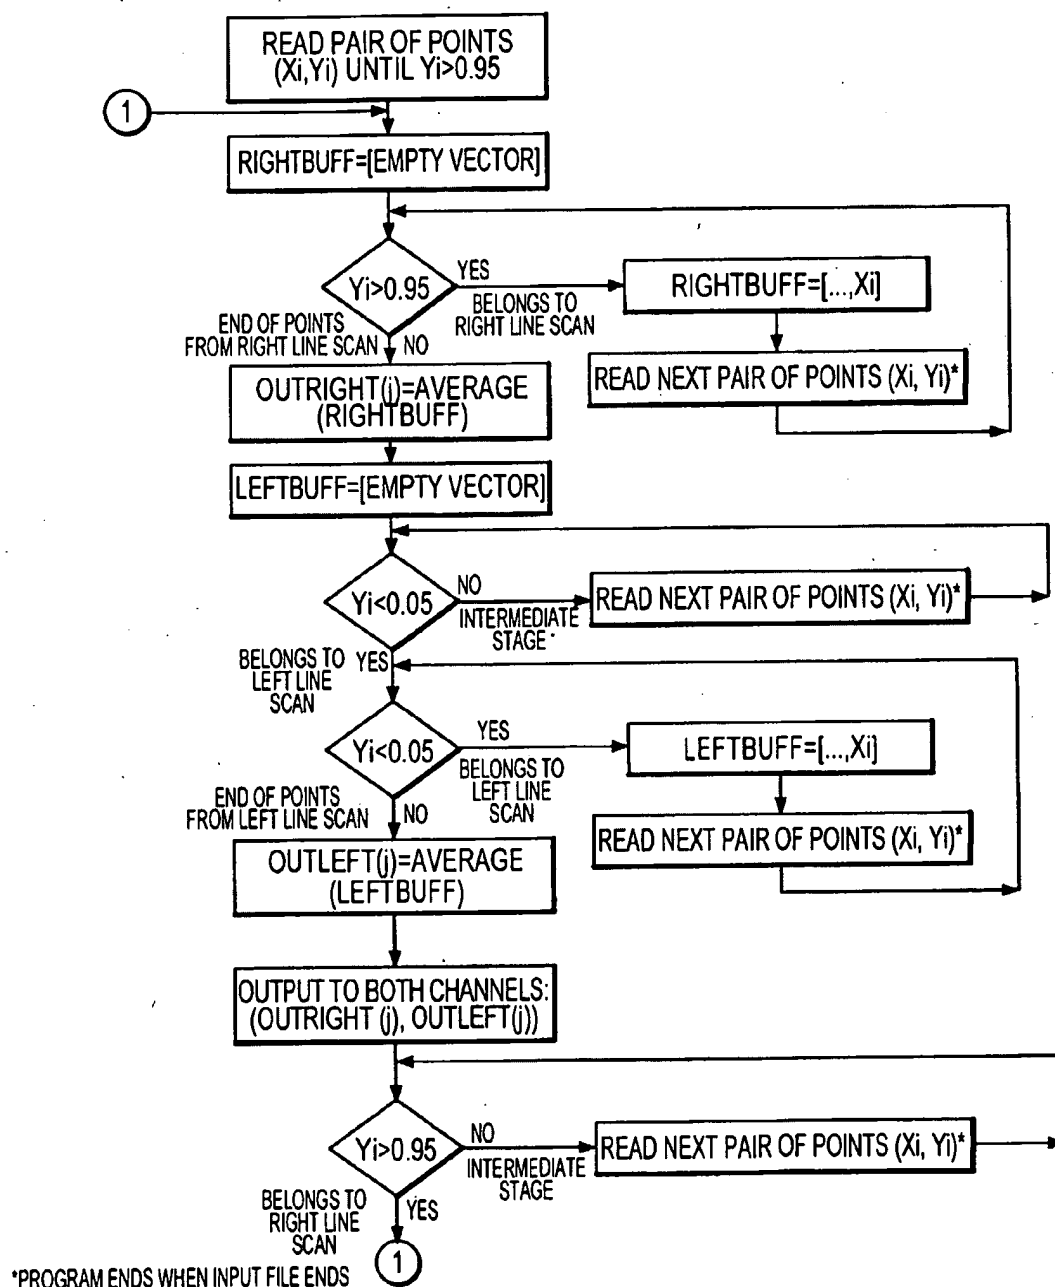 READ PAIR OF POINTS
(Xi,Yi) UNTIL Yi>0.95
1
RIGHTBUFF=[EMPTY VECTOR]
Yi>0.95
YES
BELONGS TO
RIGHT LINE SCAN
RIGHTBUFF=[...,Xi]
READ NEXT PAIR OF POINTS (Xi, Yi)*
END OF POINTS
FROM RIGHT LINE SCAN
NO
OUTRIGHT(j)=AVERAGE
(RIGHTBUFF)
LEFTBUFF=[EMPTY VECTOR]
Yi<0.05
NO
INTERMEDIATE
STAGE
READ NEXT PAIR OF POINTS (Xi, Yi)*
BELONGS TO
LEFT LINE
SCAN
YES
Yi<0.05
YES
BELONGS TO
LEFT LINE
SCAN
LEFTBUFF=[...,Xi]
READ NEXT PAIR OF POINTS (Xi, Yi)*
END OF POINTS
FROM LEFT LINE SCAN
NO
OUTLEFT(j)=AVERAGE
(LEFTBUFF)
OUTPUT TO BOTH CHANNELS:
(OUTRIGHT (j), OUTLEFT(j))
Yi>0.95
NO
INTERMEDIATE
STAGE
READ NEXT PAIR OF POINTS (Xi, Yi)*
BELONGS TO
RIGHT LINE
SCAN
YES
1
*PROGRAM ENDS WHEN INPUT FILE ENDS